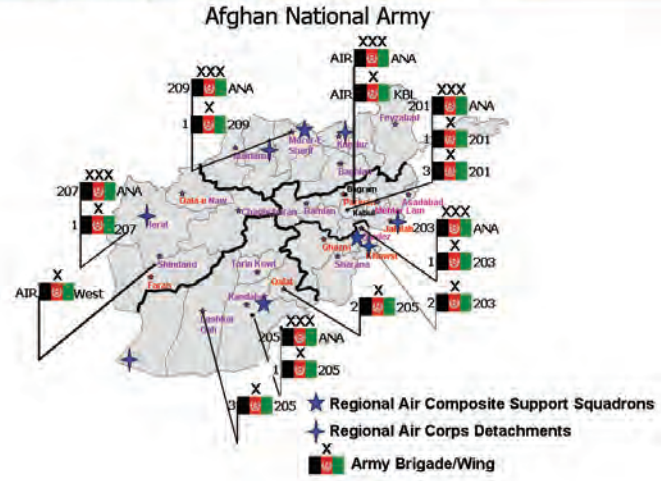 Afghan National Army
XXX
AIR ANA
X
AIR KBL
XXX
209 ANA
X
1 209
XXX
201 ANA
X
1 201
X
3 201
Feyzabad
Mazar-E
Sharif
Baghlan
XXX
207 ANA
X
1 207
Qala-e Naw
Chaghcharan
Bamian
Bagram
Kabul
Asadabad
Mehtar Lam
Herat
XXX
203 ANA
X
1 203
X
2 203
Ghazni
Khowst
Sharana
Shindand
Farah
X
AIR West
Tarin Kowt
Qalat
Kandahar
Lashkar
Gah
X
2 205
XXX
205 ANA
X
1 205
X
3 205
Regional Air Composite Support Squadrons
Regional Air Corps Detachments
X
Army Brigade/Wing